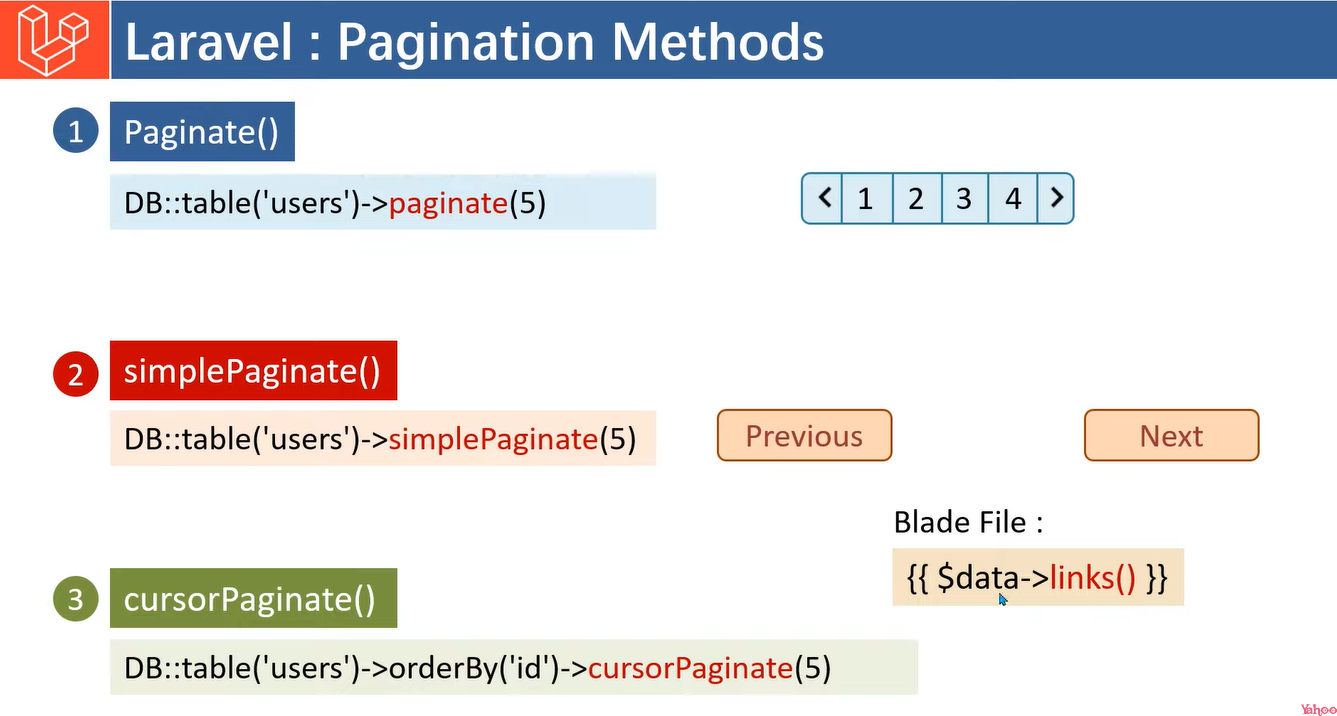 Laravel : Pagination Methods
1 Paginate()
DB::table('users')->paginate(5)
< 1 2 3 4 >
2 simplePaginate()
DB::table('users')->simplePaginate(5)
Previous Next
Blade File :
{{ $data->links() }}
3 cursorPaginate()
DB::table('users')->orderBy('id')->cursorPaginate(5)
Yahoo